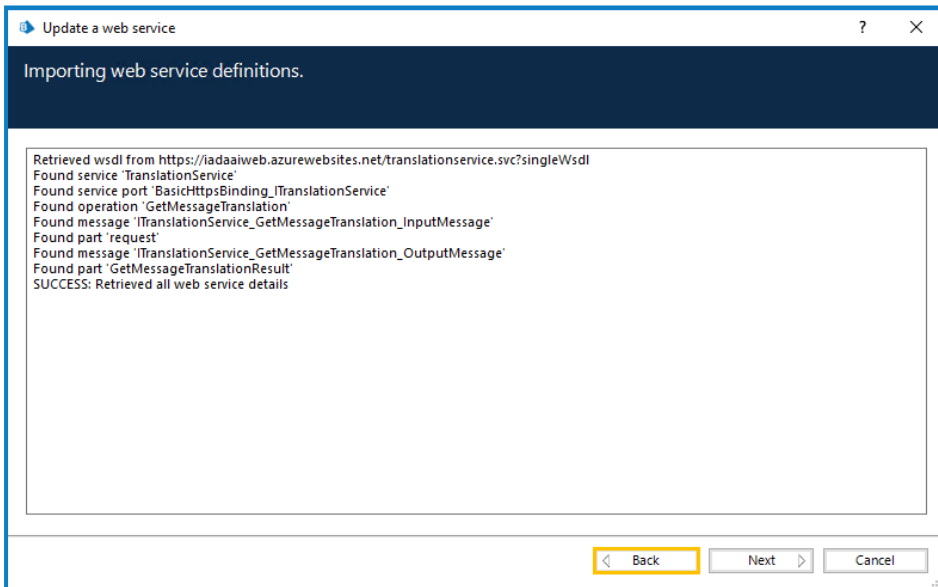 Update a web service
?
Importing web service definitions.
Retrieved wsdl from https://iadaaiweb.azurewebsites.net/translationservice.svc?singleWsdl
Found service 'TranslationService'
Found service port 'BasicHttpsBinding_ITranslationService'
Found operation 'GetMessageTranslation'
Found message 'ITranslationService_GetMessageTranslation_InputMessage'
Found part 'request'
Found message 'ITranslationService_GetMessageTranslation_OutputMessage'
Found part 'GetMessageTranslationResult'
SUCCESS: Retrieved all web service details
Back Next Cancel